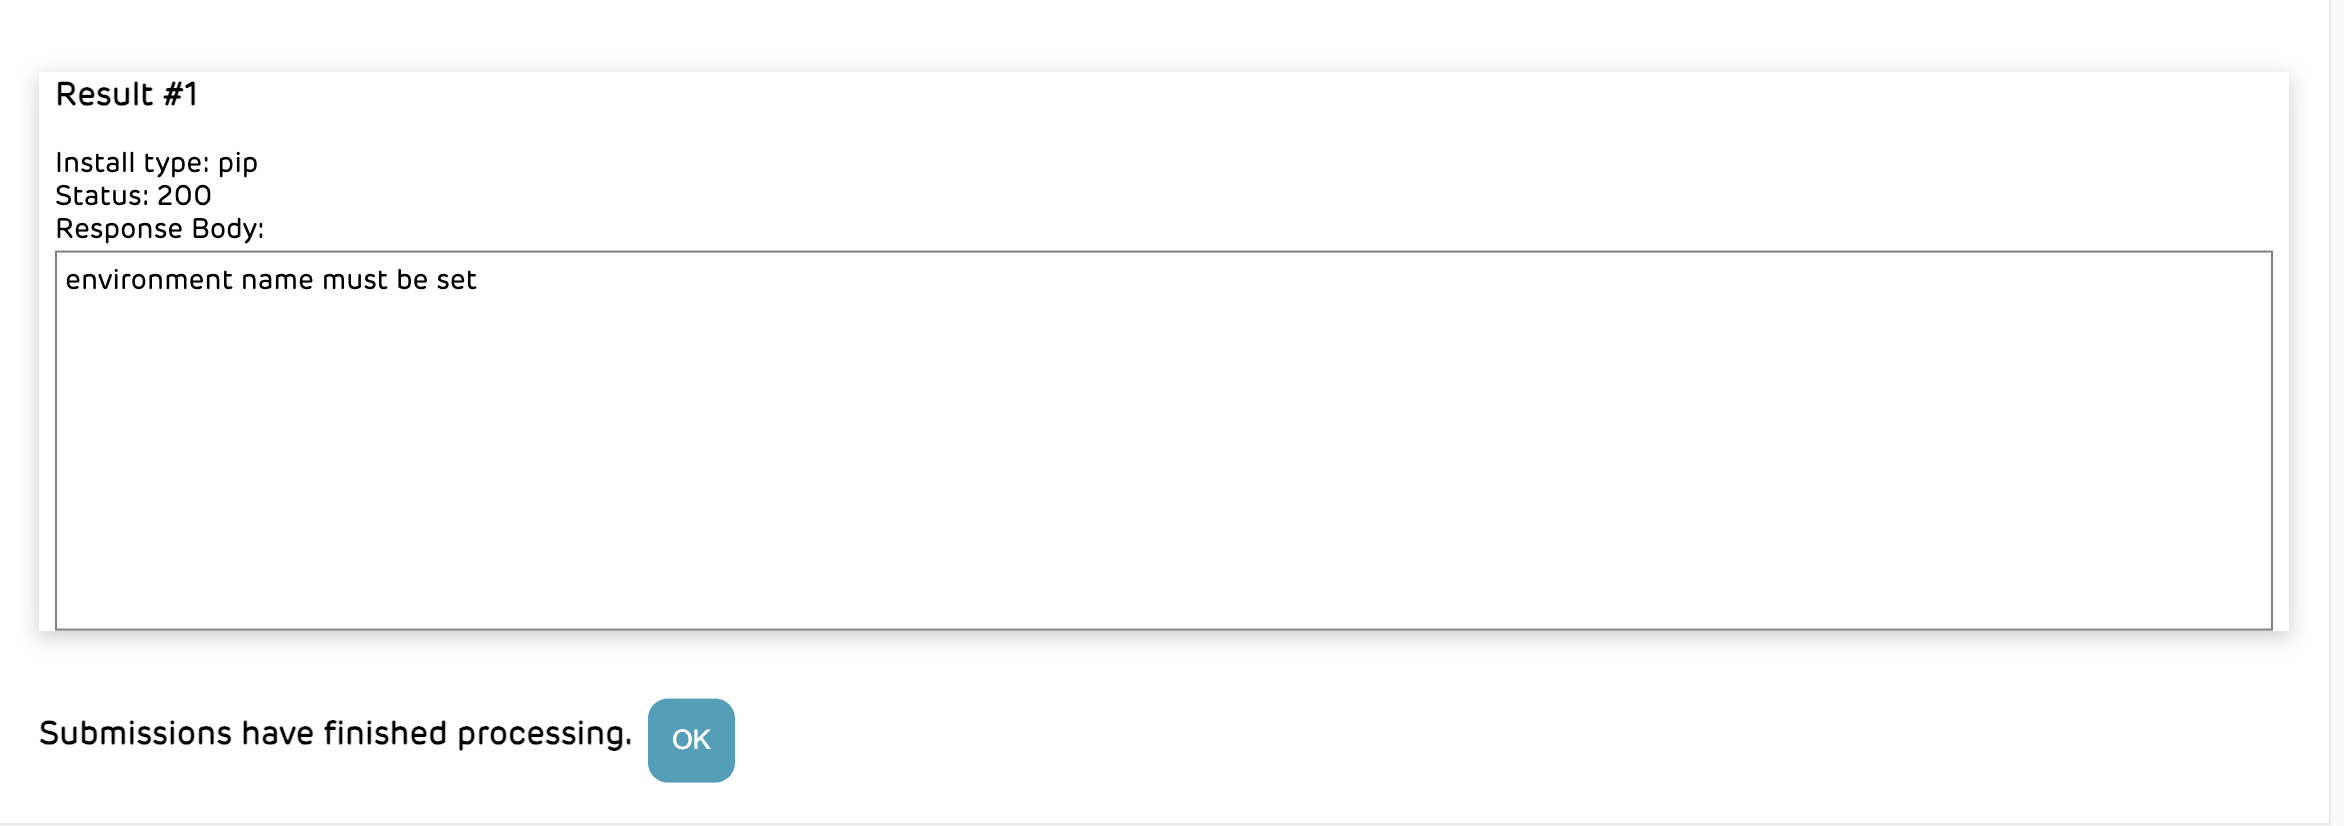 Result #1
Install type: pip
Status: 200
Response Body:
environment name must be set
Submissions have finished processing.
OK